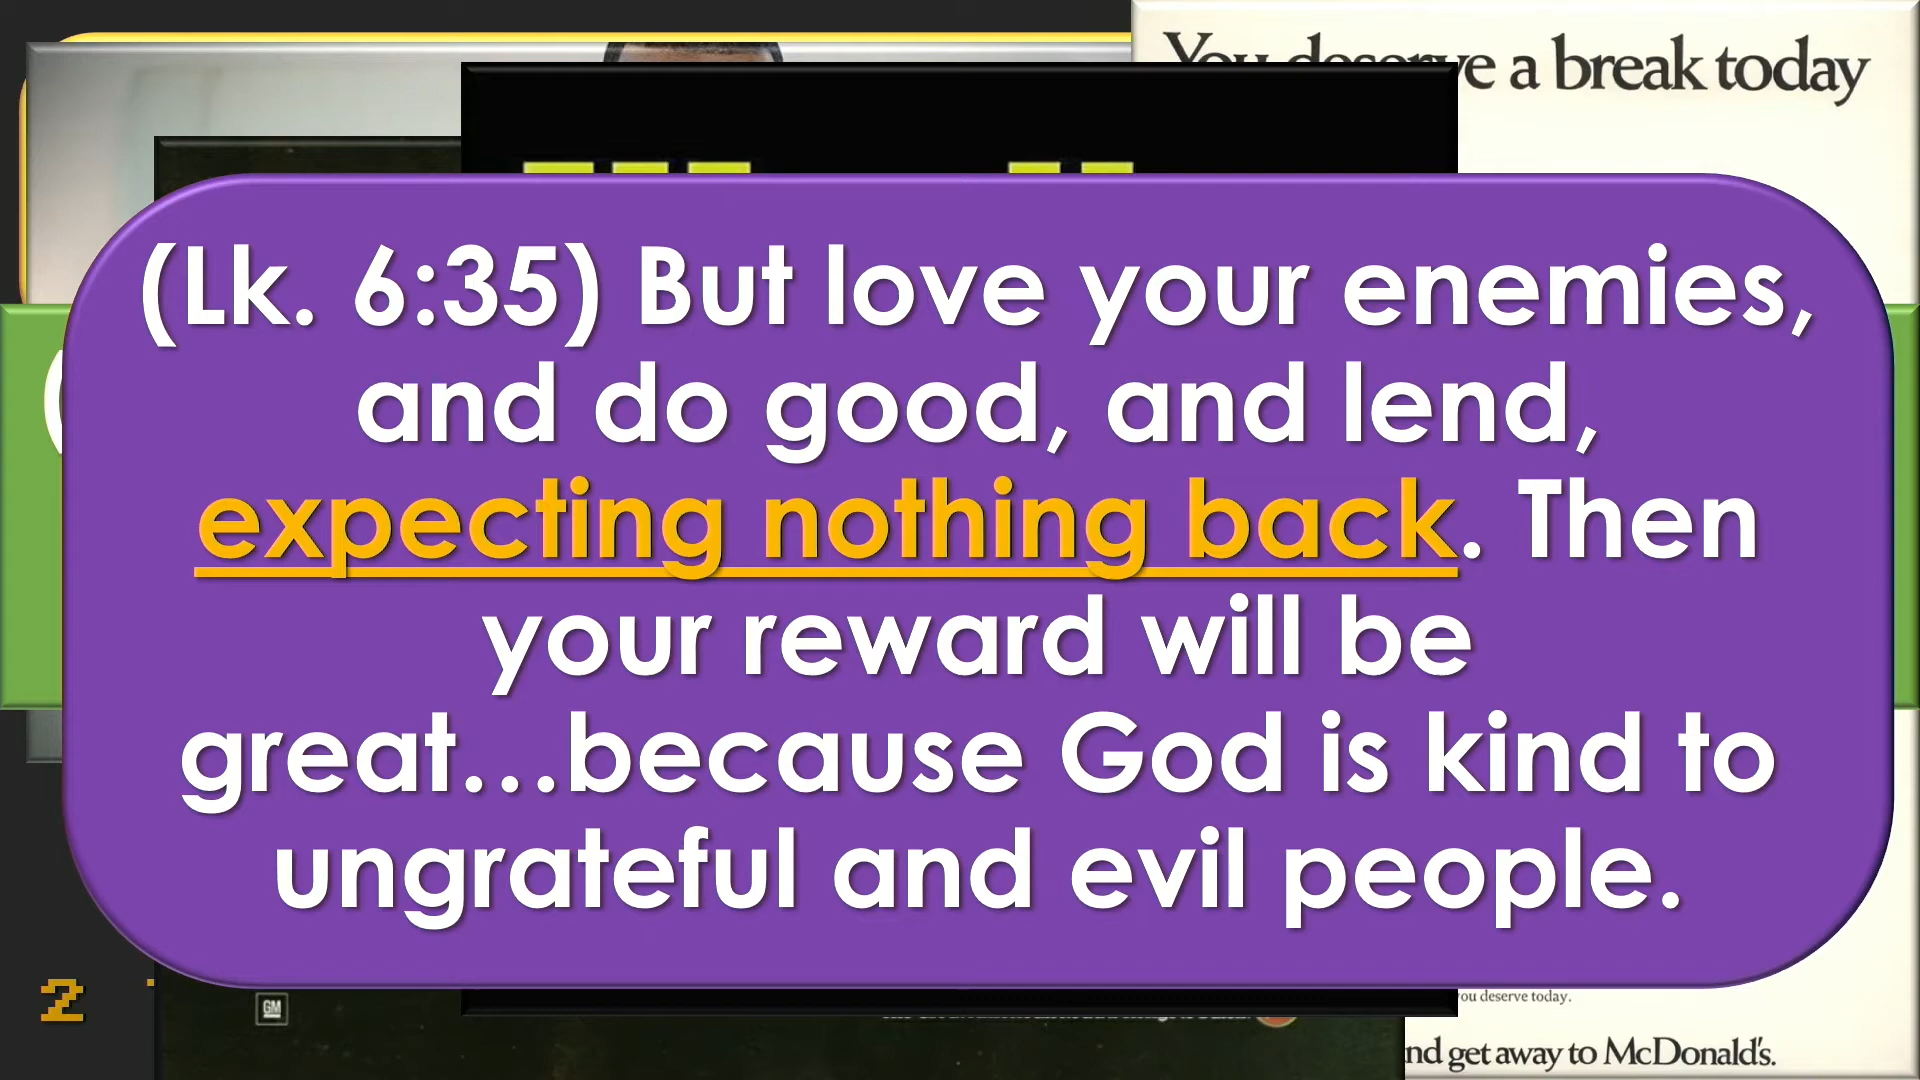 You deserve a break today
(Lk. 6:35) But love your enemies,
and do good, and lend,
expecting nothing back. Then
your reward will be
great...because God is kind to
ungrateful and evil people.
2
GM
you deserve today.
nd get away to McDonald's.